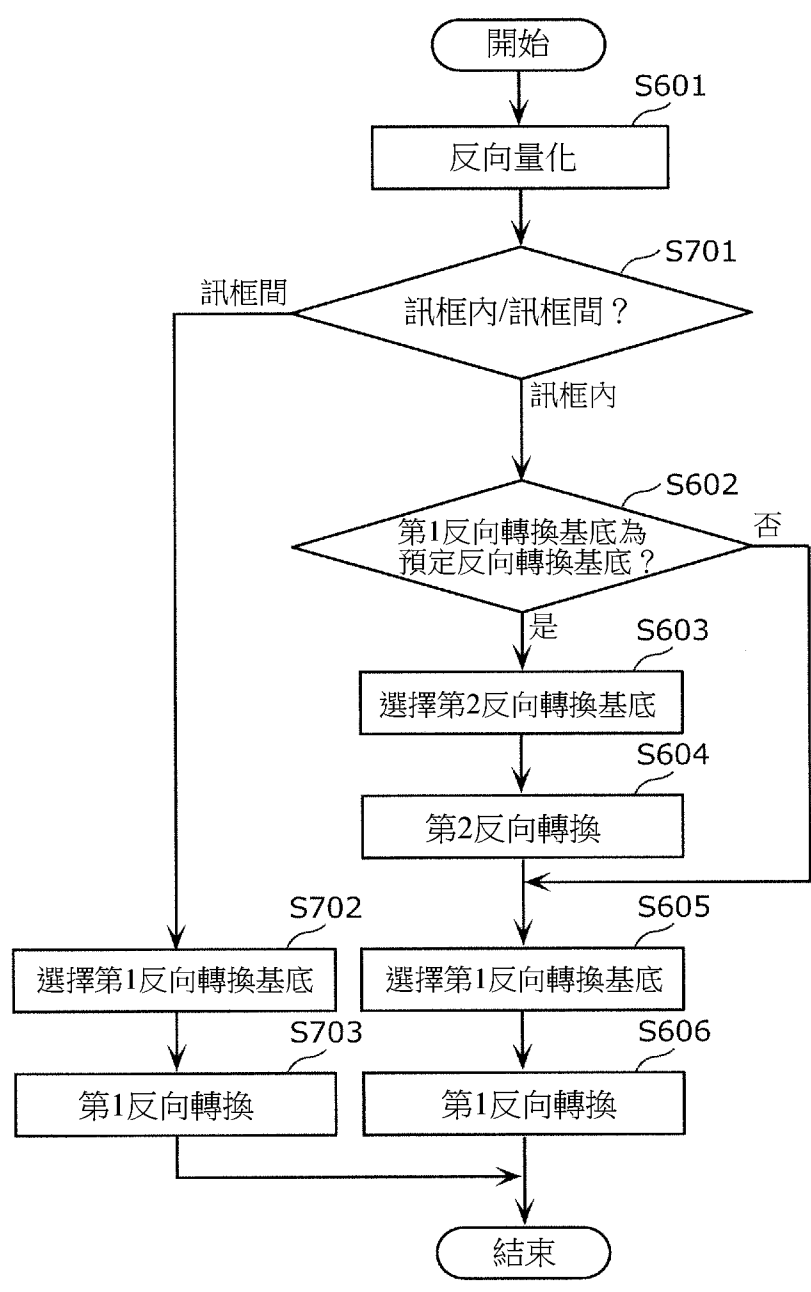 開始
S601
反向量化
S701
訊框間
訊框內/訊框間？
訊框內
S602
第1反向轉換基底為
預定反向轉換基底？
否
是
S603
選擇第2反向轉換基底
S604
第2反向轉換
S702
S605
選擇第1反向轉換基底
選擇第1反向轉換基底
S703
S606
第1反向轉換
第1反向轉換
結束